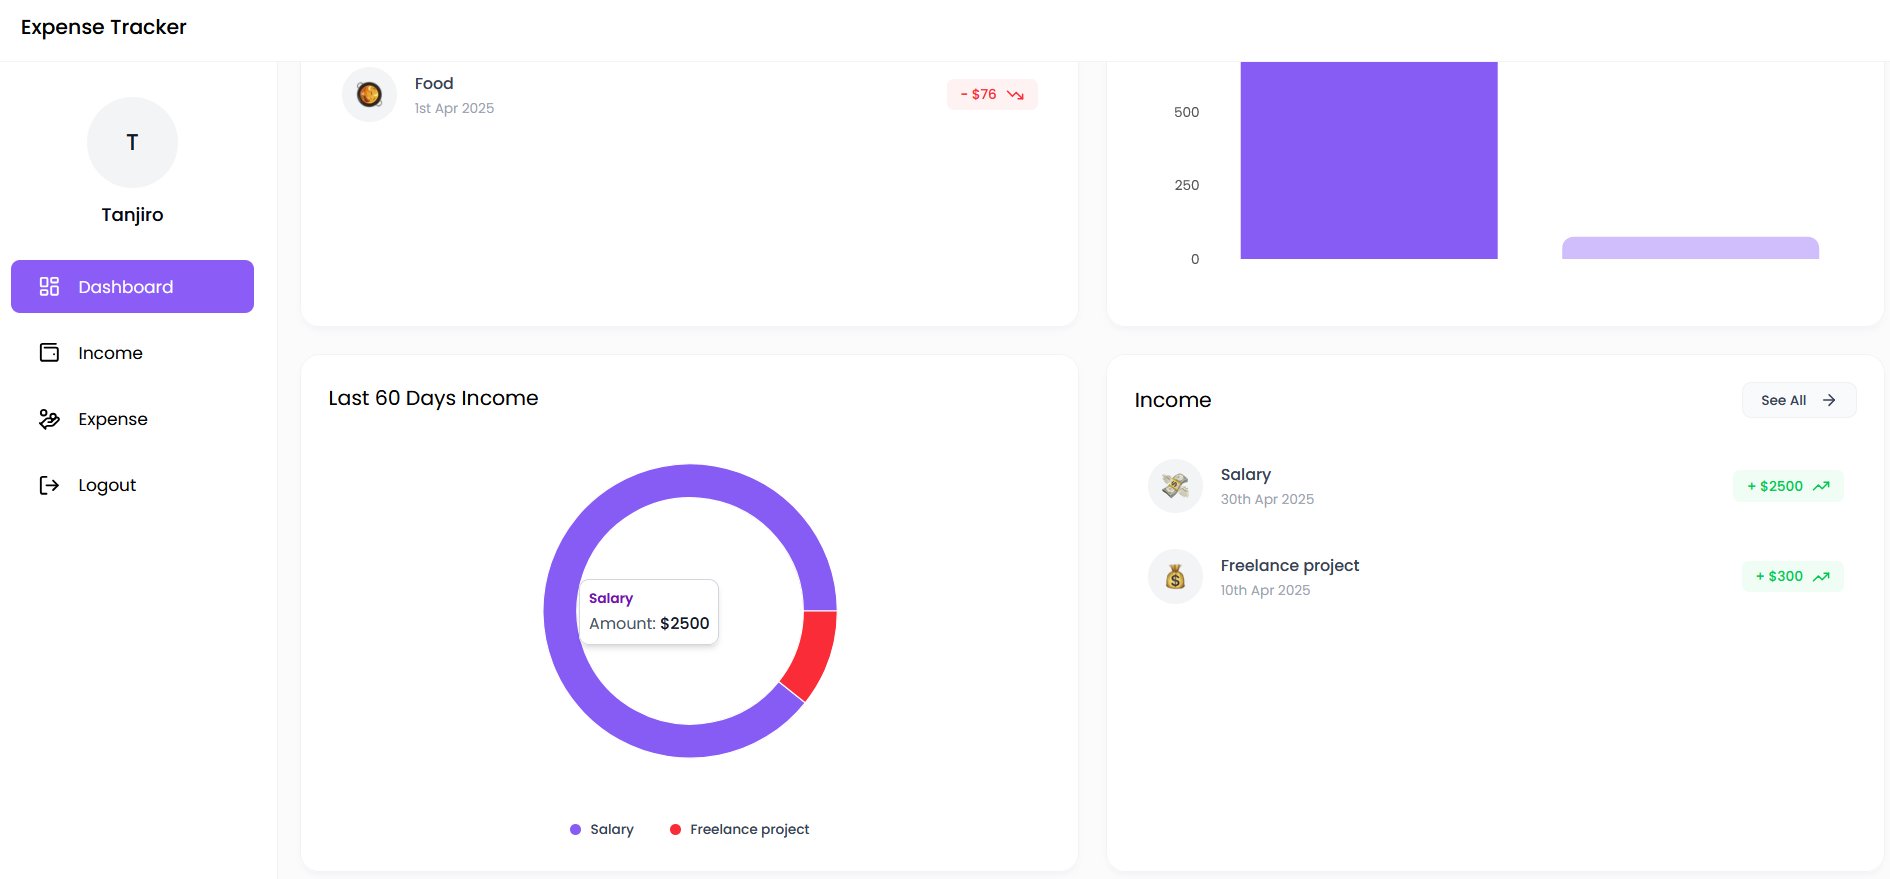 Expense Tracker
T
Tanjiro
Dashboard
Income
Expense
Logout
Food
1st Apr 2025
- $76
500
250
0
Last 60 Days Income
Salary
Amount: $2500
Salary
Freelance project
Income
See All
Salary
30th Apr 2025
+ $2500
Freelance project
10th Apr 2025
+ $300